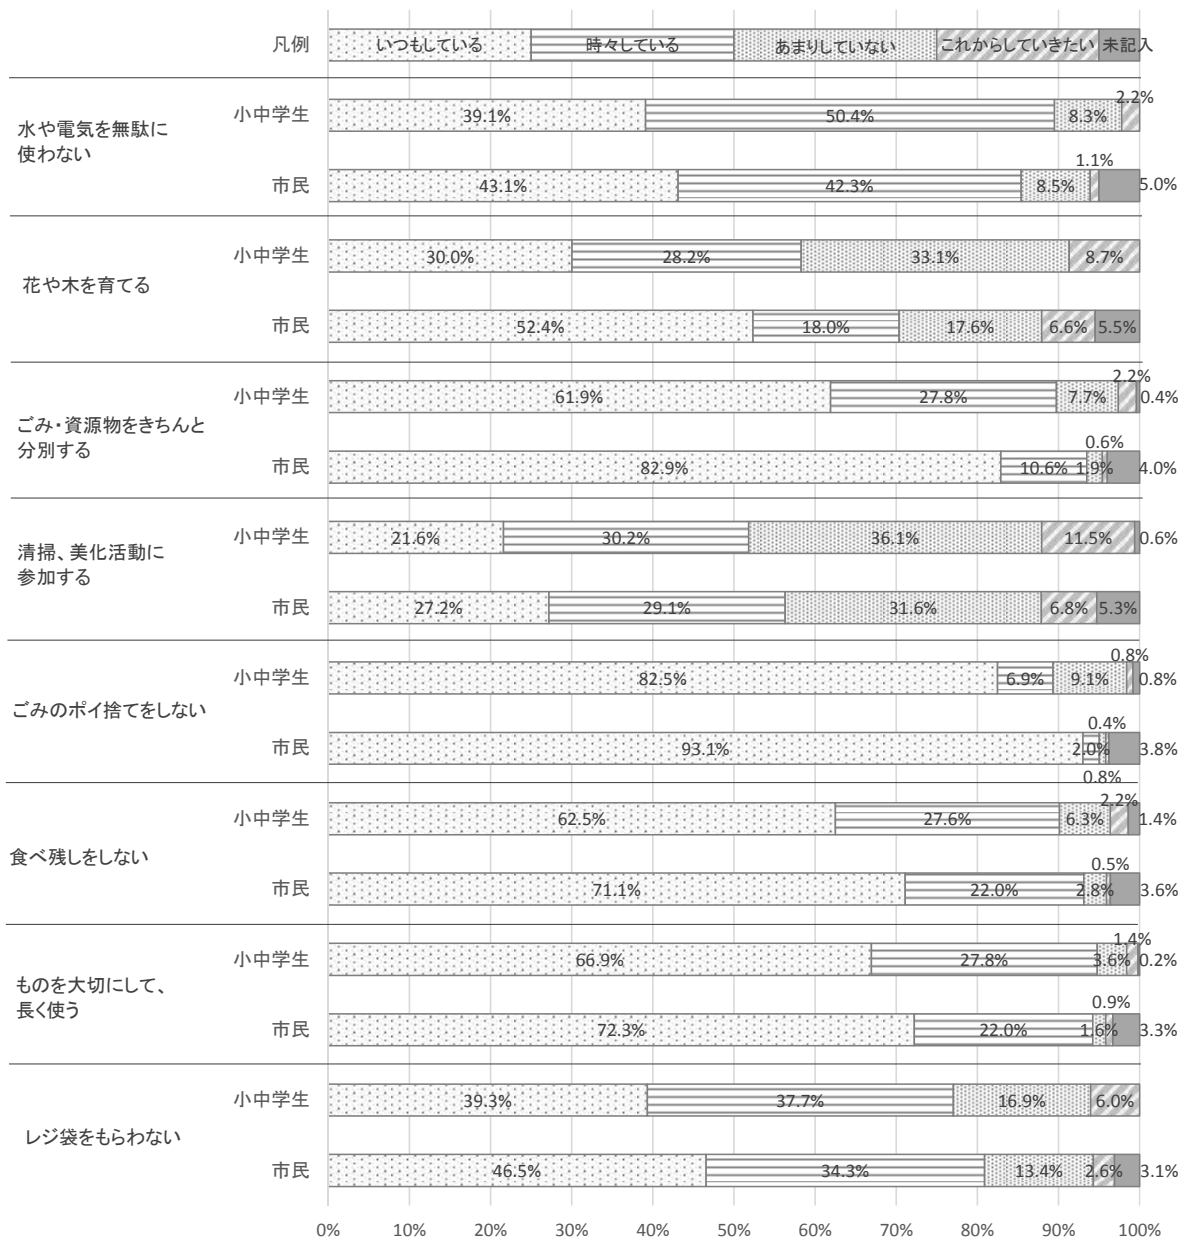 凡例 いつもしている 時々している あまりしていない これからしていきたい 未記入
水や電気を無駄に
使わない
小中学生 39.1% 50.4% 8.3% 2.2%
市民 43.1% 42.3% 8.5% 1.1% 5.0%
花や木を育てる
小中学生 30.0% 28.2% 33.1% 8.7%
市民 52.4% 18.0% 17.6% 6.6% 5.5%
ごみ・資源物をきちんと
分別する
小中学生 61.9% 27.8% 7.7% 2.2% 0.4%
市民 82.9% 10.6% 1.9% 0.6% 4.0%
清掃、美化活動に
参加する
小中学生 21.6% 30.2% 36.1% 11.5% 0.6%
市民 27.2% 29.1% 31.6% 6.8% 5.3%
ごみのポイ捨てをしない
小中学生 82.5% 6.9% 9.1% 0.8% 0.8%
市民 93.1% 2.0% 0.8% 0.4% 3.8%
食べ残しをしない
小中学生 62.5% 27.6% 6.3% 2.2% 1.4%
市民 71.1% 22.0% 2.8% 0.5% 3.6%
ものを大切にして、
長く使う
小中学生 66.9% 27.8% 3.6% 1.4% 0.2%
市民 72.3% 22.0% 1.6% 0.9% 3.3%
レジ袋をもらわない
小中学生 39.3% 37.7% 16.9% 6.0%
市民 46.5% 34.3% 13.4% 2.6% 3.1%
0% 10% 20% 30% 40% 50% 60% 70% 80% 90% 100%